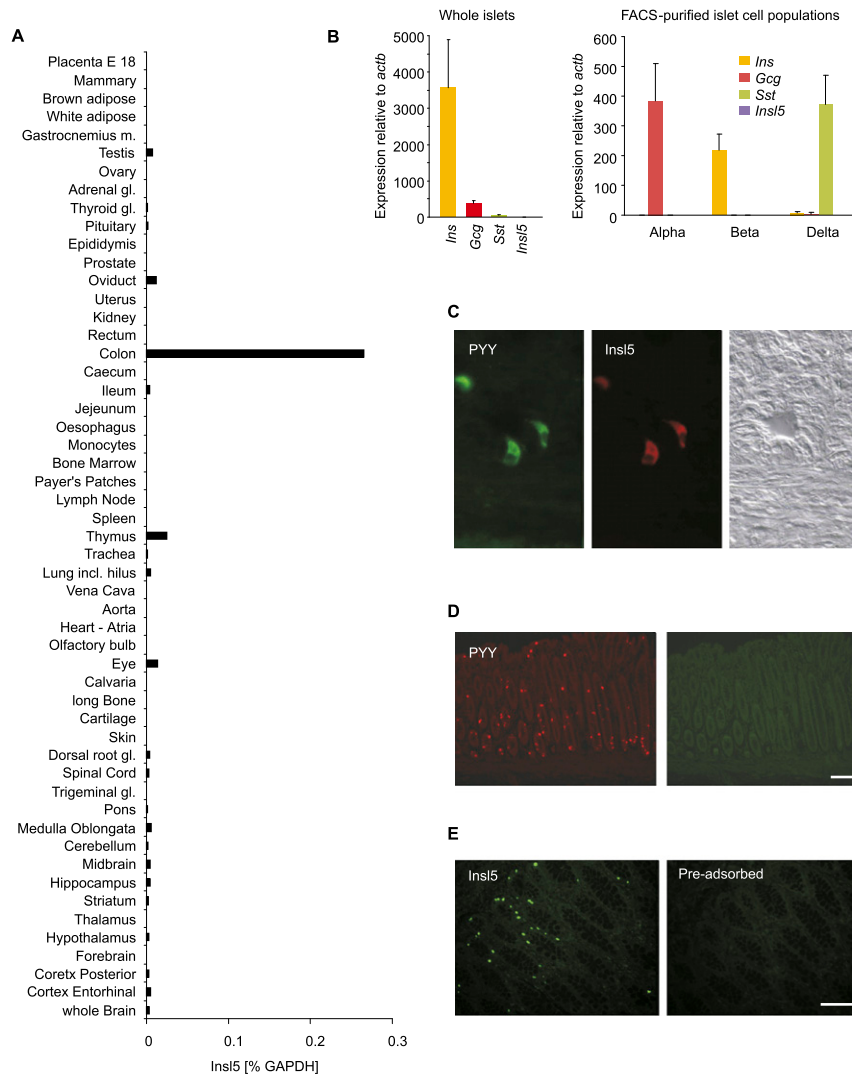 A
Placenta E 18
Mammary
Brown adipose
White adipose
Gastrocnemius m.
Testis
Ovary
Adrenal gl.
Thyroid gl.
Pituitary
Epididymis
Prostate
Oviduct
Uterus
Kidney
Rectum
Colon
Caecum
Ileum
Jejeunum
Oesophagus
Monocytes
Bone Marrow
Payer's Patches
Lymph Node
Spleen
Thymus
Trachea
Lung incl. hilus
Vena Cava
Aorta
Heart - Atria
Olfactory bulb
Eye
Calvaria
long Bone
Cartilage
Skin
Dorsal root gl.
Spinal Cord
Trigeminal gl.
Pons
Medulla Oblongata
Cerebellum
Midbrain
Hippocampus
Striatum
Thalamus
Hypothalamus
Forebrain
Coretx Posterior
Cortex Entorhinal
whole Brain
0 0.1 0.2 0.3
Insl5 [% GAPDH]
B
Whole islets
Expression relative to actb
5000
4000
3000
2000
1000
0
Ins Gcg Sst Insl5
FACS-purified islet cell populations
Expression relative to actb
600
500
400
300
200
100
0
Ins
Gcg
Sst
Insl5
Alpha Beta Delta
C
PYY Insl5
D
PYY
E
Insl5 Pre-adsorbed